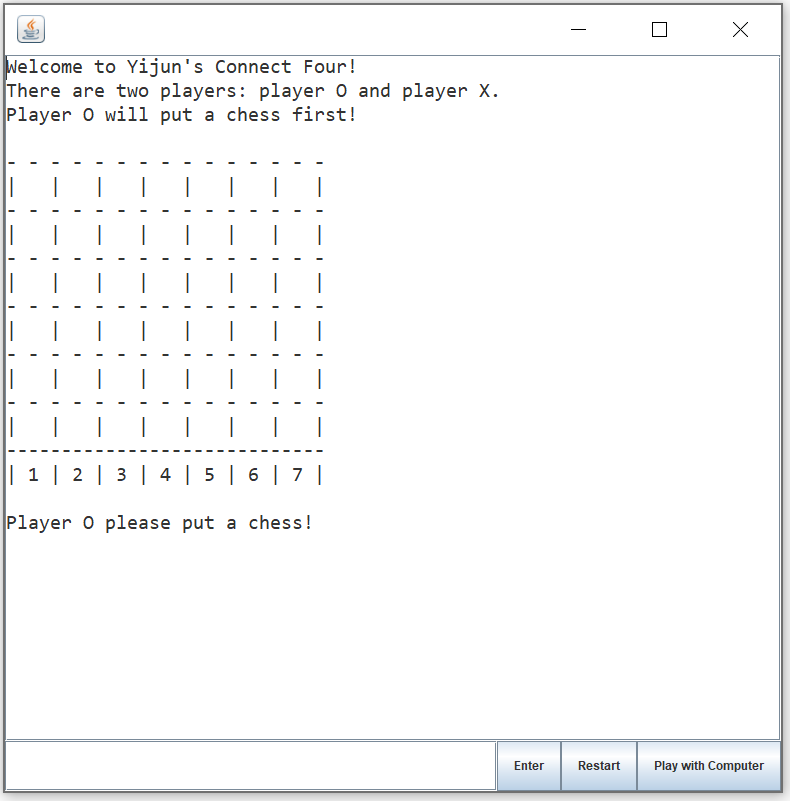 Welcome to Yijun's Connect Four!
There are two players: player O and player X.
Player O will put a chess first!
- - - - - - - - - - - - - - -
|   |   |   |   |   |   |   |
- - - - - - - - - - - - - - -
|   |   |   |   |   |   |   |
- - - - - - - - - - - - - - -
|   |   |   |   |   |   |   |
- - - - - - - - - - - - - - -
|   |   |   |   |   |   |   |
- - - - - - - - - - - - - - -
|   |   |   |   |   |   |   |
- - - - - - - - - - - - - - -
|   |   |   |   |   |   |   |
-----------------------------
| 1 | 2 | 3 | 4 | 5 | 6 | 7 |
Player O please put a chess!
Enter Restart Play with Computer